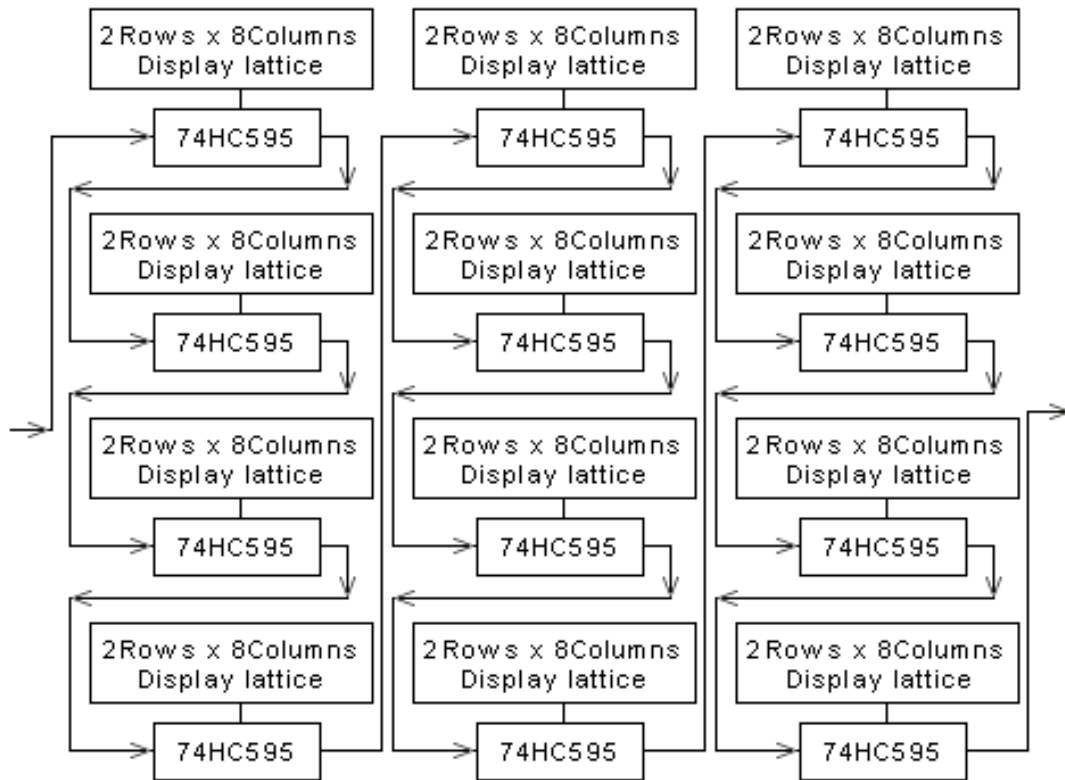 2Rows x 8Columns
Display lattice
2Rows x 8Columns
Display lattice
2Rows x 8Columns
Display lattice
74HC595
74HC595
74HC595
2Rows x 8Columns
Display lattice
2Rows x 8Columns
Display lattice
2Rows x 8Columns
Display lattice
74HC595
74HC595
74HC595
2Rows x 8Columns
Display lattice
2Rows x 8Columns
Display lattice
2Rows x 8Columns
Display lattice
74HC595
74HC595
74HC595
2Rows x 8Columns
Display lattice
2Rows x 8Columns
Display lattice
2Rows x 8Columns
Display lattice
74HC595
74HC595
74HC595